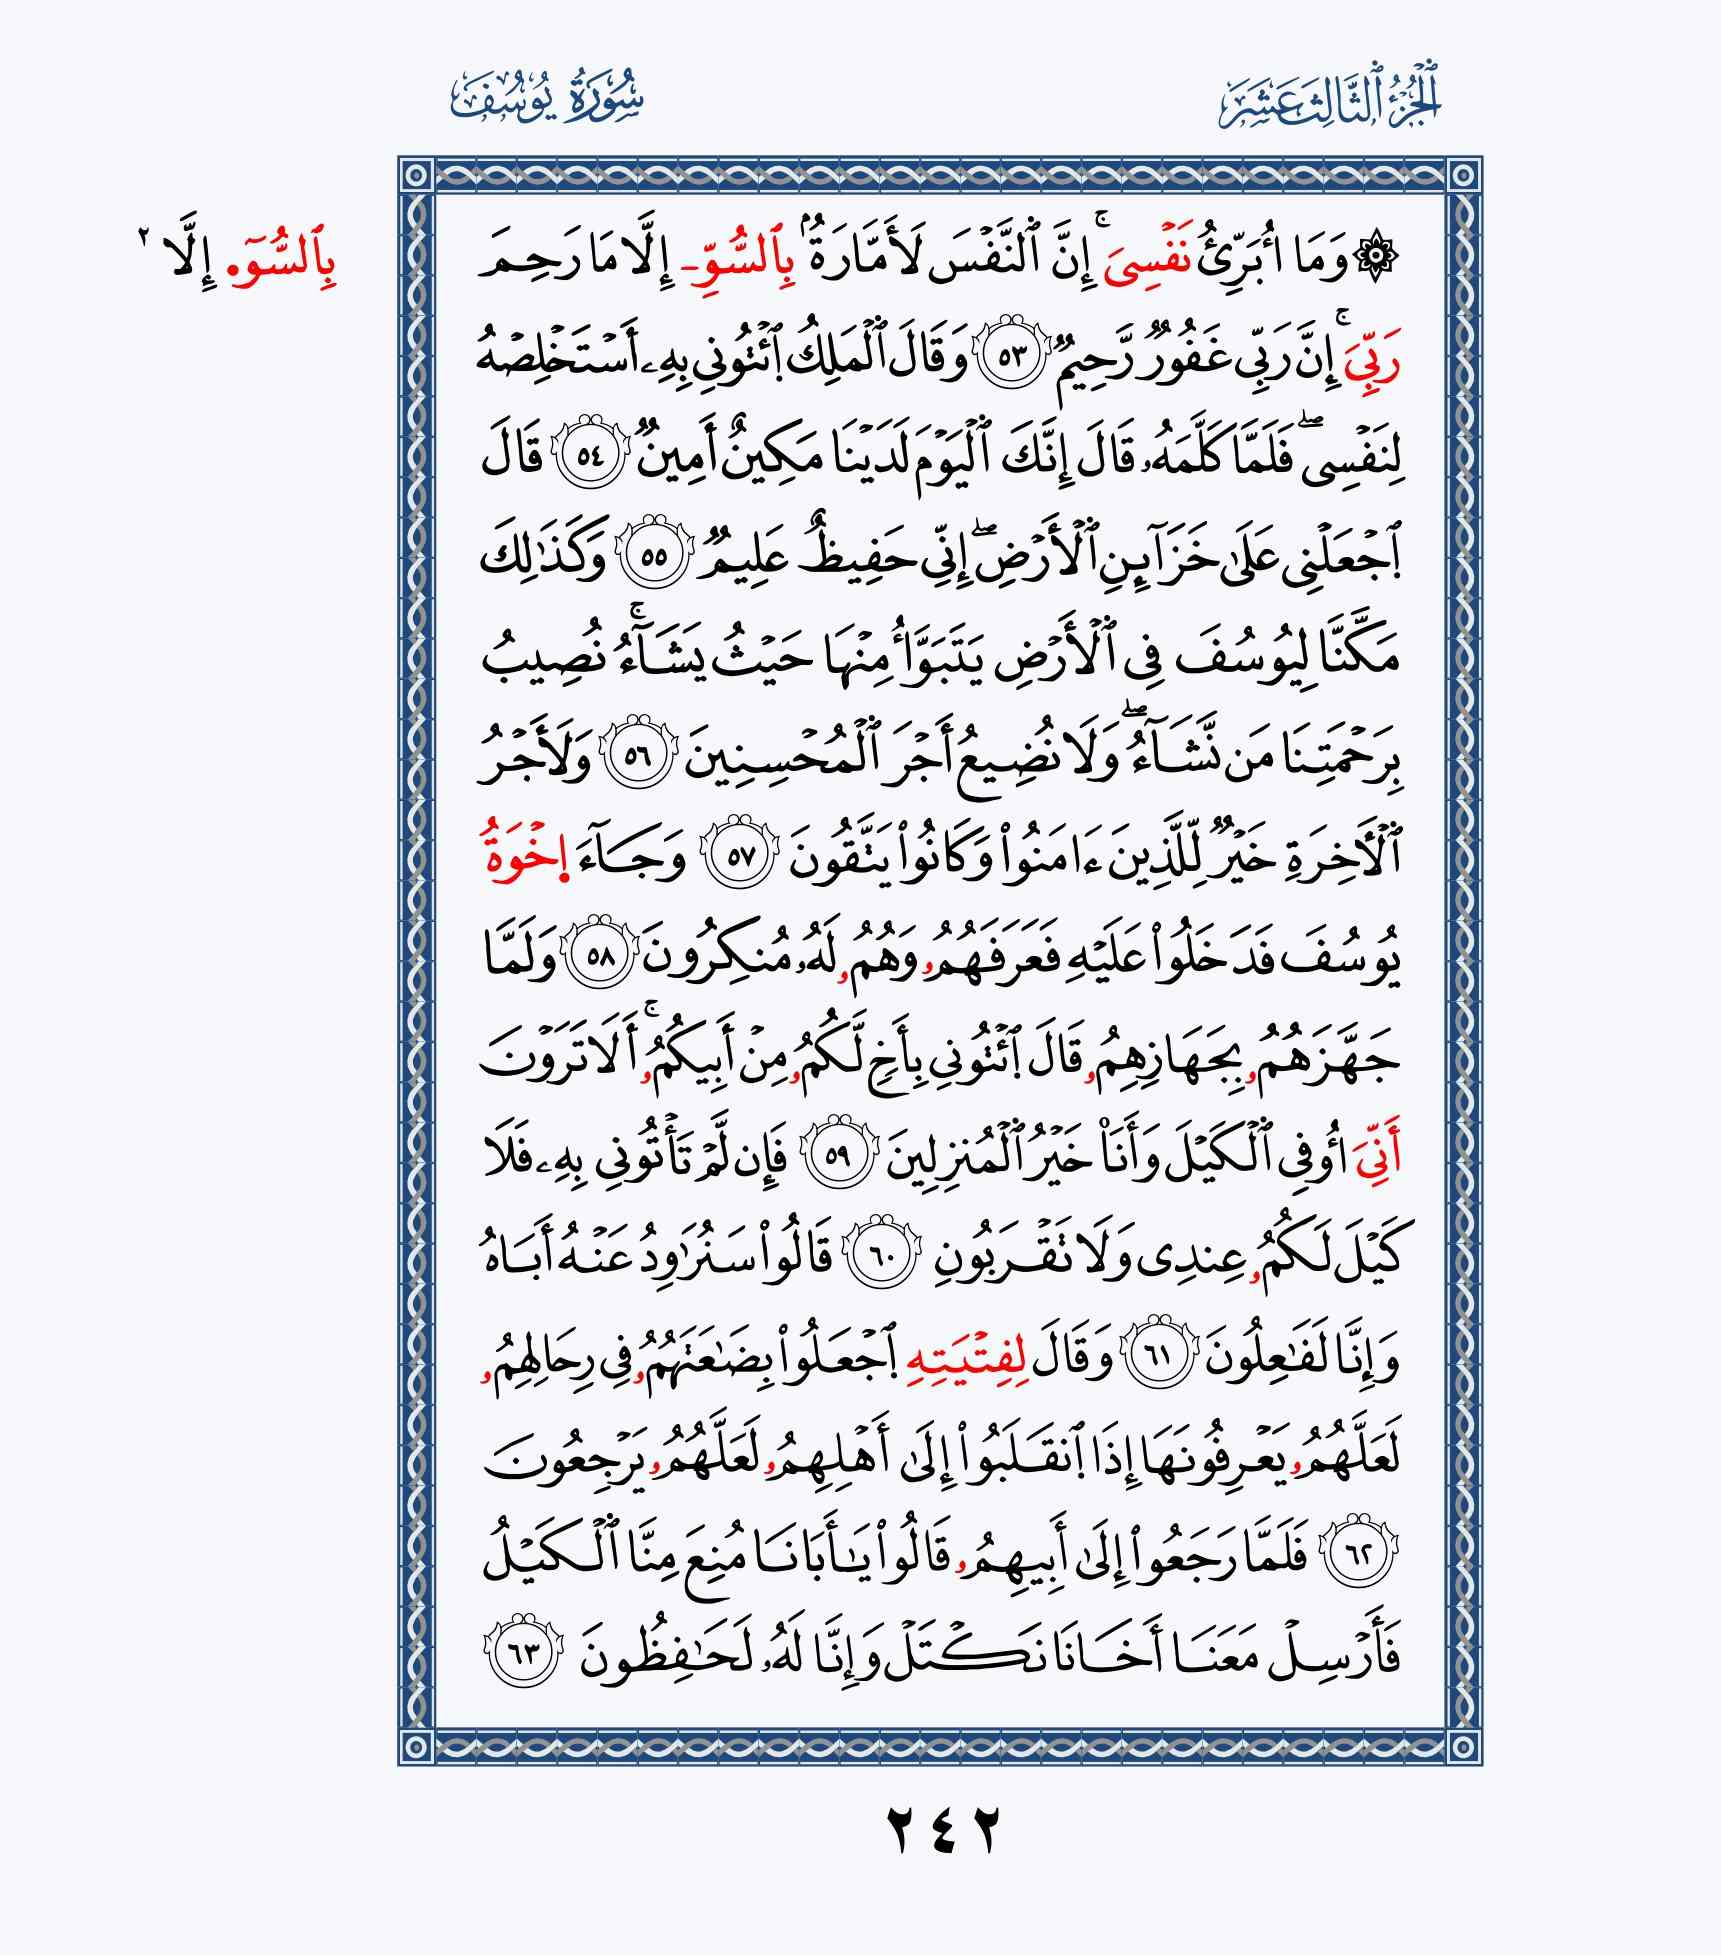 ٱلْجُزْءُ ٱلثَّالِثَ عَشَرَ
سُورَةُ يُوسُفَ
۞ وَمَا أُبَرِّئُ نَفْسِىَ ۚ إِنَّ ٱلنَّفْسَ لَأَمَّارَةُۢ بِٱلسُّوِّ إِلَّا مَا رَحِمَ
بِٱلسُّوٓءِ إِلَّا ٢
رَبِّىَ ۚ إِنَّ رَبِّى غَفُورٌ رَّحِيمٌ ٥٣ وَقَالَ ٱلْمَلِكُ ٱئْتُونِى بِهِۦ أَسْتَخْلِصْهُ
لِنَفْسِى ۖ فَلَمَّا كَلَّمَهُۥ قَالَ إِنَّكَ ٱلْيَوْمَ لَدَيْنَا مَكِينٌ أَمِينٌ ٥٤ قَالَ
ٱجْعَلْنِى عَلَىٰ خَزَآئِنِ ٱلْأَرْضِ ۖ إِنِّى حَفِيظٌ عَلِيمٌ ٥٥ وَكَذَٰلِكَ
مَكَّنَّا لِيُوسُفَ فِى ٱلْأَرْضِ يَتَبَوَّأُ مِنْهَا حَيْثُ يَشَآءُ ۚ نُصِيبُ
بِرَحْمَتِنَا مَن نَّشَآءُ ۖ وَلَا نُضِيعُ أَجْرَ ٱلْمُحْسِنِينَ ٥٦ وَلَأَجْرُ
ٱلْأَخِرَةِ خَيْرٌ لِّلَّذِينَ ءَامَنُوا۟ وَكَانُوا۟ يَتَّقُونَ ٥٧ وَجَآءَ اِخْوَةُ
يُوسُفَ فَدَخَلُوا۟ عَلَيْهِ فَعَرَفَهُمُۥ وَهُمُۥ لَهُۥ مُنكِرُونَ ٥٨ وَلَمَّا
جَهَّزَهُمُۥ بِجَهَازِهِمُۥ قَالَ ٱئْتُونِى بِأَخٍ لَّكُمُۥ مِنْ أَبِيكُمُۥ ۚ أَلَا تَرَوْنَ
أَنِّىَ أُوفِى ٱلْكَيْلَ وَأَنَا۠ خَيْرُ ٱلْمُنزِلِينَ ٥٩ فَإِن لَّمْ تَأْتُونِى بِهِۦ فَلَا
كَيْلَ لَكُمُۥ عِندِى وَلَا تَقْرَبُونِ ٦٠ قَالُوا۟ سَنُرَٰوِدُ عَنْهُ أَبَاهُ
وَإِنَّا لَفَٰعِلُونَ ٦١ وَقَالَ لِفِتْيَتِهِ ٱجْعَلُوا۟ بِضَٰعَتَهُمُۥ فِى رِحَالِهِمُۥ
لَعَلَّهُمُۥ يَعْرِفُونَهَا إِذَا ٱنقَلَبُوا۟ إِلَىٰ أَهْلِهِمُۥ لَعَلَّهُمُۥ يَرْجِعُونَ
٦٢ فَلَمَّا رَجَعُوا۟ إِلَىٰ أَبِيهِمُۥ قَالُوا۟ يَٰأَبَانَا مُنِعَ مِنَّا ٱلْكَيْلُ
فَأَرْسِلْ مَعَنَا أَخَانَا نَكْتَلْ وَإِنَّا لَهُۥ لَحَٰفِظُونَ ٦٣
٢٤٢